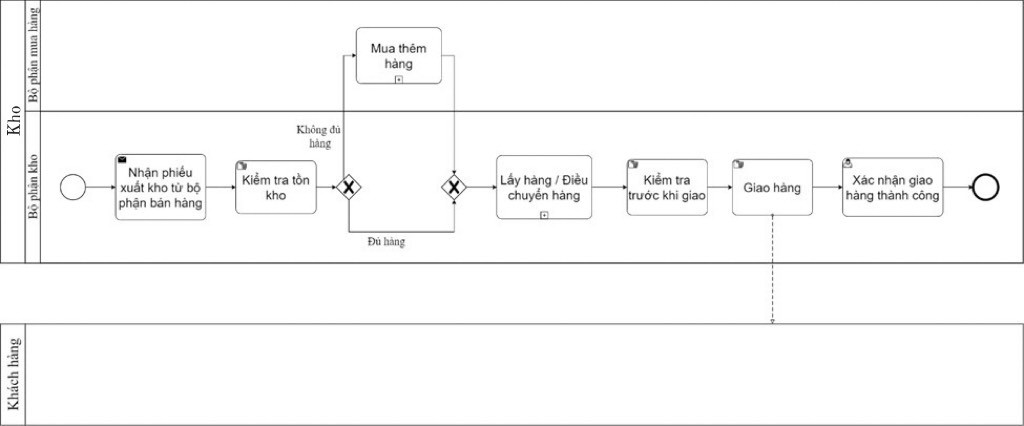 Kho
Bộ phận mua hàng
Mua thêm
hàng
Bộ phận kho
Không đủ
hàng
Nhận phiếu
xuất kho từ bộ
phận bán hàng
Kiểm tra tồn
kho
Đủ hàng
Lấy hàng / Điều
chuyển hàng
Kiểm tra
trước khi giao
Giao hàng
Xác nhận giao
hàng thành công
Khách hàng